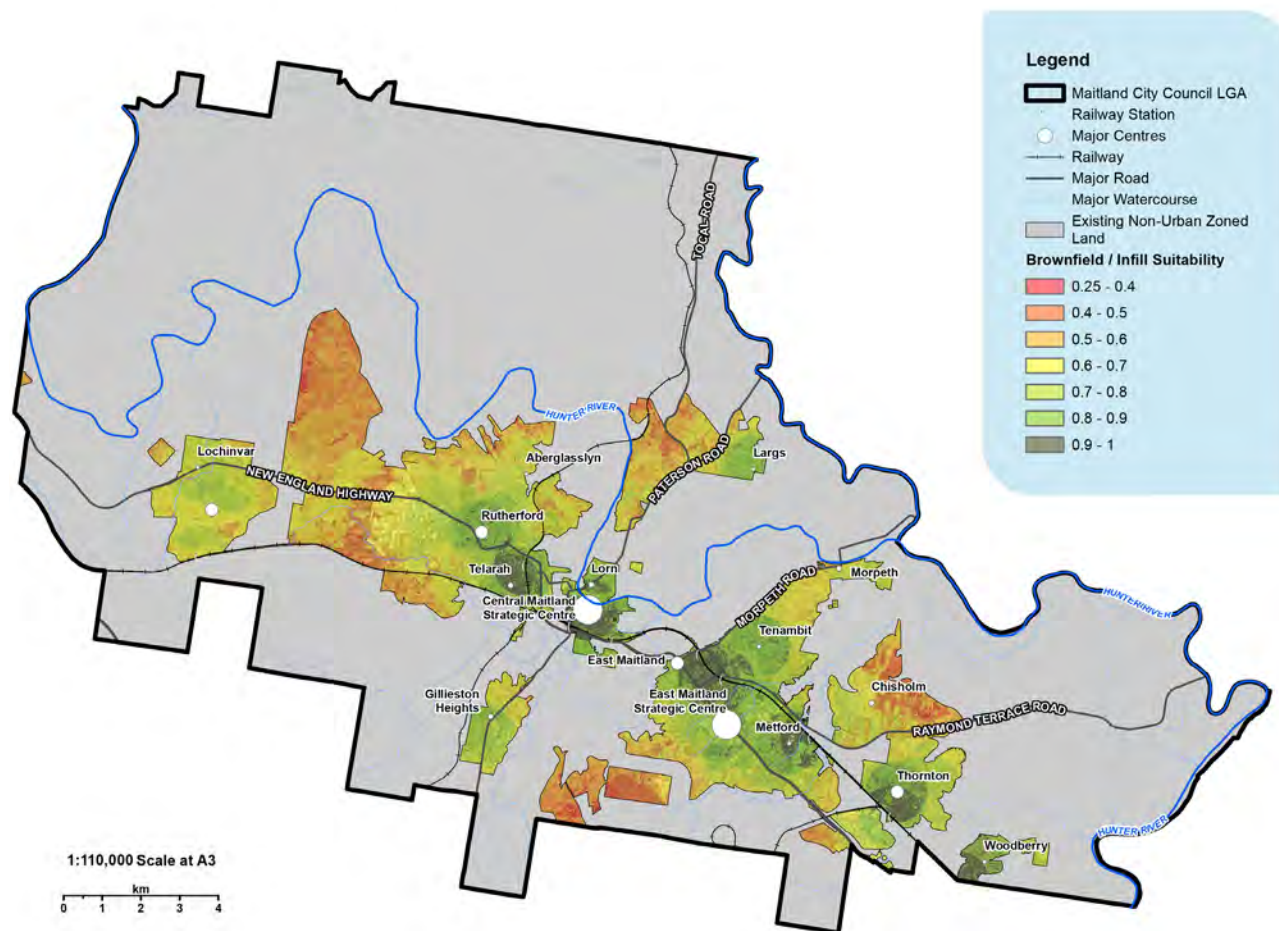 Legend
Maitland City Council LGA
Railway Station
Major Centres
Railway
Major Road
Major Watercourse
Existing Non-Urban Zoned
Land
Brownfield / Infill Suitability
0.25 - 0.4
0.4 - 0.5
0.5 - 0.6
0.6 - 0.7
0.7 - 0.8
0.8 - 0.9
0.9 - 1
TOCAL ROAD
HUNTER RIVER
Lochinvar
Aberglasslyn
Largs
NEW ENGLAND HIGHWAY
PATERSON ROAD
Rutherford
Telarah
Lorn
Central Maitland
Strategic Centre
MORPETH ROAD
Morpeth
HUNTER RIVER
Tenambit
East Maitland
Gillieston
Heights
East Maitland
Strategic Centre
Chisholm
Metford
RAYMOND TERRACE ROAD
Thornton
HUNTER RIVER
Woodberry
1:110,000 Scale at A3
km
0 1 2 3 4